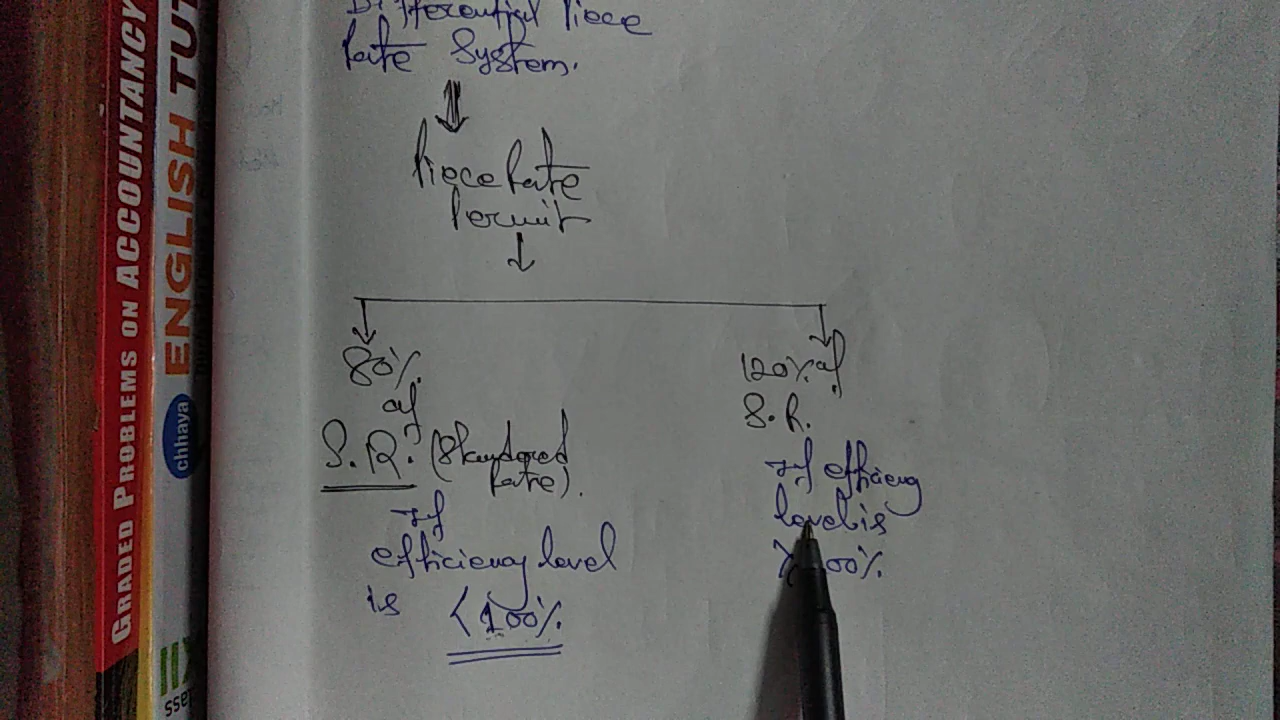 GRADED PROBLEMS ON ACCOUNTANCY
ENGLISH TUT
chhaya
Differential Piece
Rate System.
Piece Rate
Per unit
80%
of
S.R. (Standard
Rate).
If
efficiency level
is <100%
120% of
S.R.
If efficiency
level is
100%.